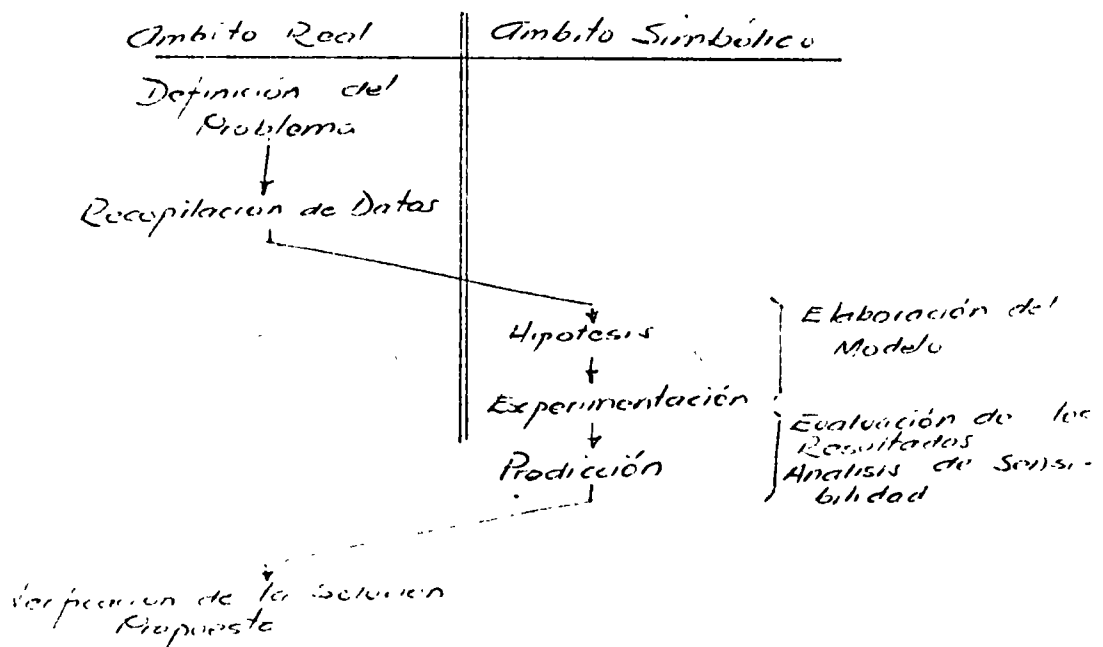 Ambito Real
Ambito Simbólico
Definición del
Problema
Recopilación de Datos
Hipotesis
Elaboración del
Modelo
Experimentación
Evaluación de los
Resultados
Predicción
Analisis de Sensi-
bilidad
Verificación de la Solución
Propuesta